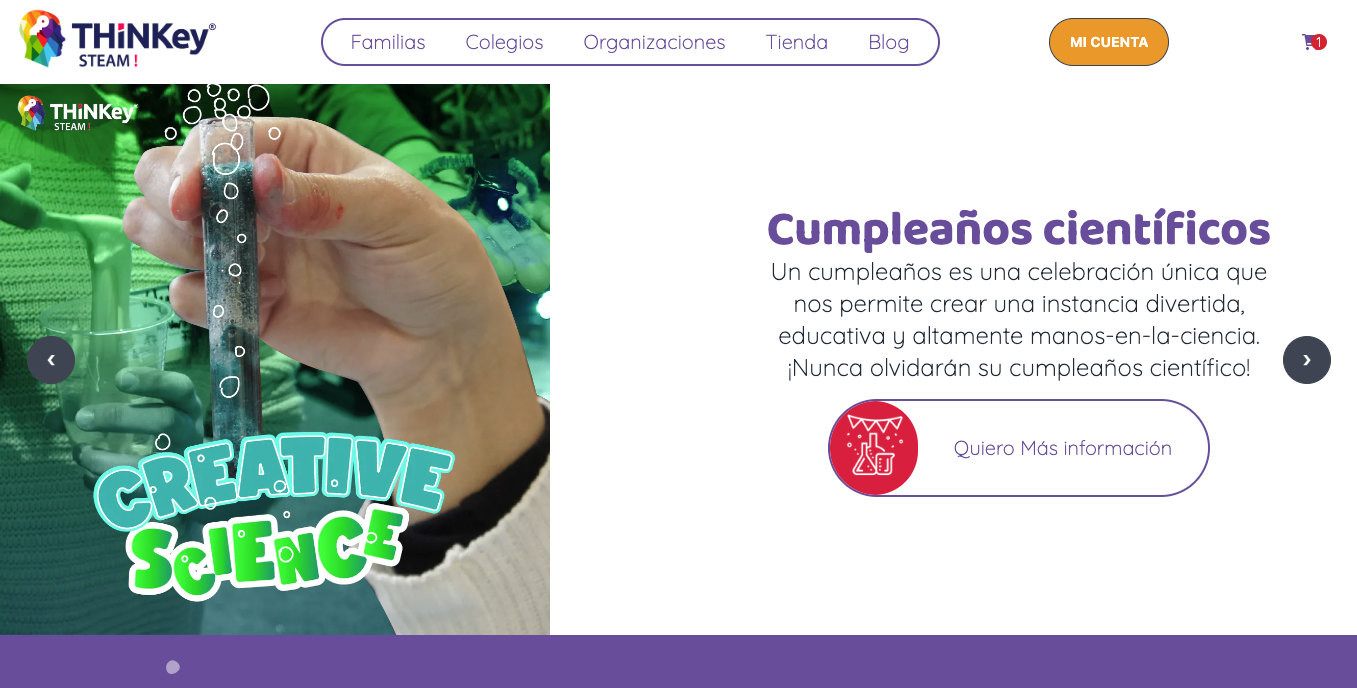 THiNKey®
STEAM!
Familias
Colegios
Organizaciones
Tienda
Blog
MI CUENTA
1
THiNKey
STEAM!
CREATIVE
SCIENCE
Cumpleaños científicos
Un cumpleaños es una celebración única que
nos permite crear una instancia divertida,
educativa y altamente manos-en-la-ciencia.
¡Nunca olvidarán su cumpleaños científico!
‹
›
Quiero Más información